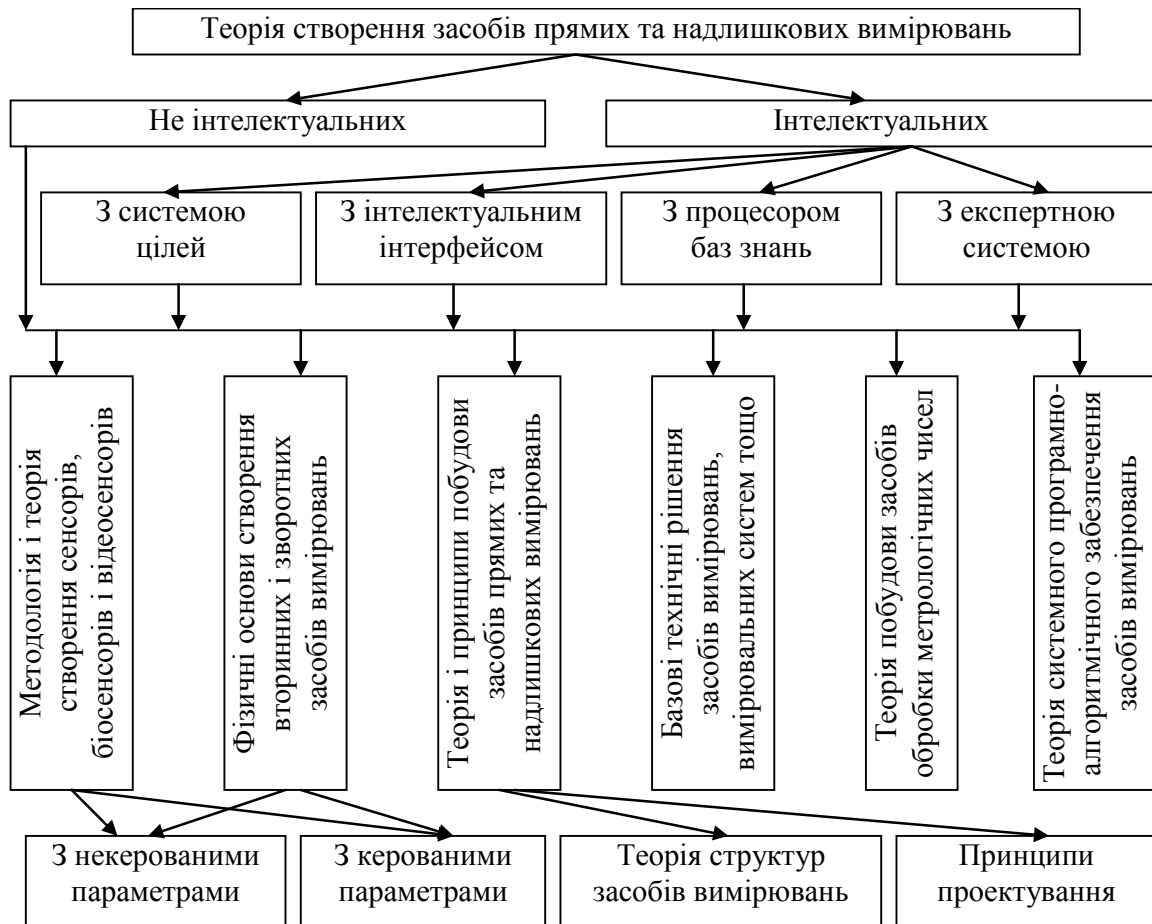 Теорія створення засобів прямих та надлишкових вимірювань
Не інтелектуальних
Інтелектуальних
З системою
цілей
З інтелектуальним
інтерфейсом
З процесором
баз знань
З експертною
системою
Методологія і теорія
створення сенсорів,
біосенсорів і відеосенсорів
Фізичні основи створення
вторинних і зворотних
засобів вимірювань
Теорія і принципи побудови
засобів прямих та
надлишкових вимірювань
Базові технічні рішення
засобів вимірювань,
вимірювальних систем тощо
Теорія побудови засобів
обробки метрологічних чисел
Теорія системного програмно-
алгоритмічного забезпечення
засобів вимірювань
З некерованими
параметрами
З керованими
параметрами
Теорія структур
засобів вимірювань
Принципи
проектування